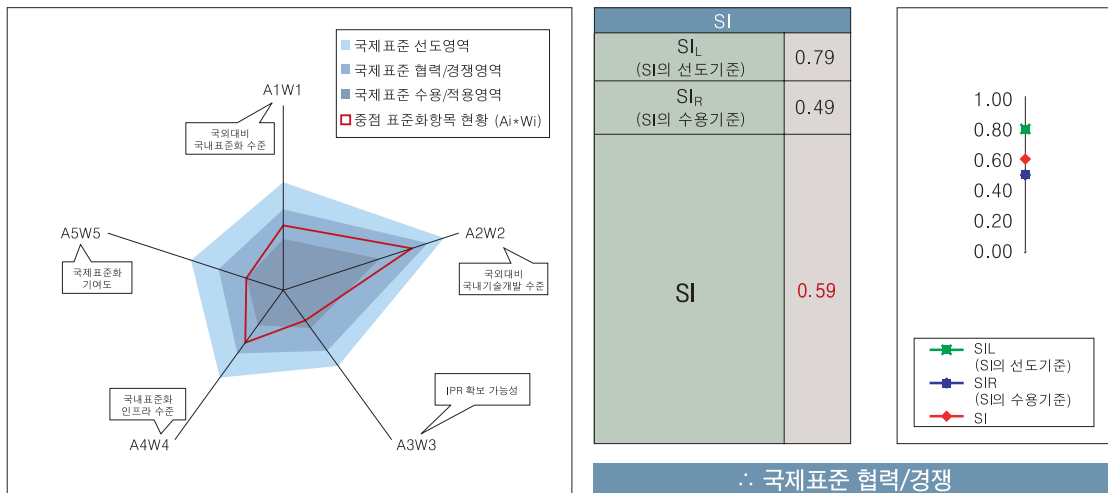 국제표준 선도영역
국제표준 협력/경쟁영역
국제표준 수용/적용영역
중점 표준화항목 현황 (Ai*Wi)
A1W1
국외대비
국내표준화 수준
A2W2
국외대비
국내기술개발 수준
A5W5
국제표준화
기여도
국내표준화
인프라 수준
A4W4
IPR 확보 가능성
A3W3
SI
SIL
(SI의 선도기준)
0.79
SIR
(SI의 수용기준)
0.49
SI
0.59
1.00
0.80
0.60
0.40
0.20
0.00
SIL
(SI의 선도기준)
SIR
(SI의 수용기준)
SI
∴ 국제표준 협력/경쟁